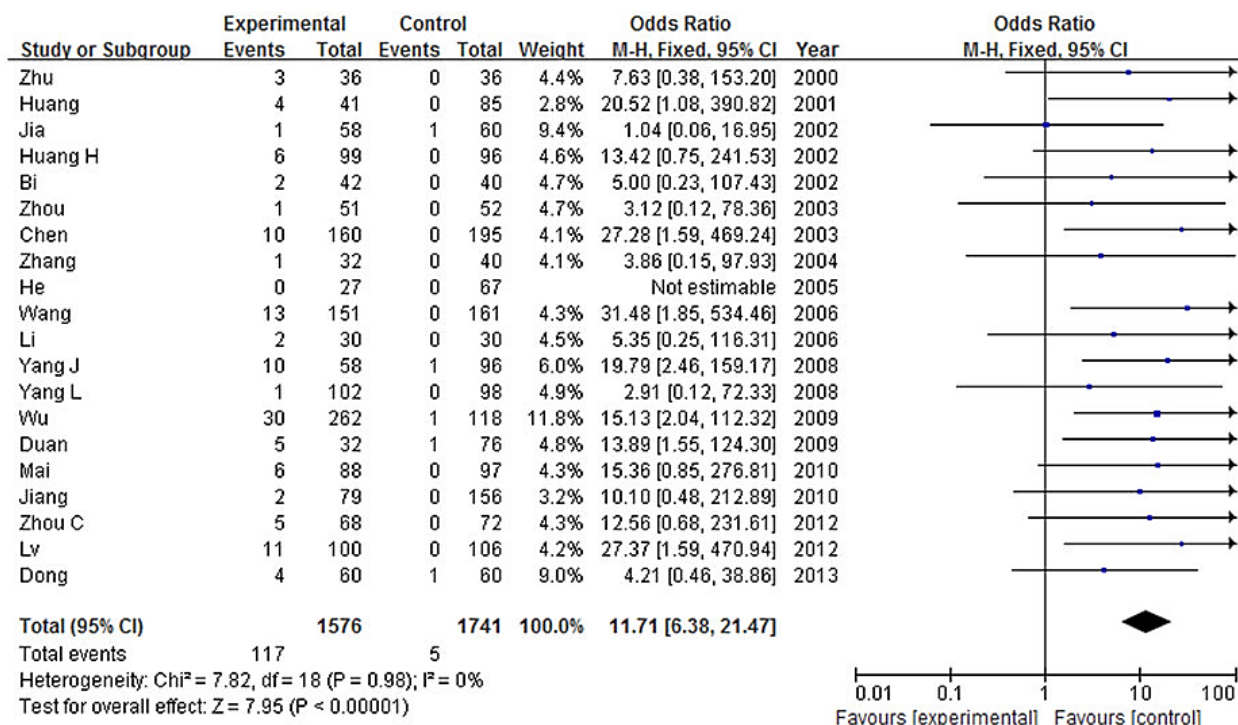 Experimental Control Odds Ratio Odds Ratio
Study or Subgroup Events Total Events Total Weight M-H, Fixed, 95% CI Year M-H, Fixed, 95% CI
Zhu 3 36 0 36 4.4% 7.63 [0.38, 153.20] 2000
Huang 4 41 0 85 2.8% 20.52 [1.08, 390.82] 2001
Jia 1 58 1 60 9.4% 1.04 [0.06, 16.95] 2002
Huang H 6 99 0 96 4.6% 13.42 [0.75, 241.53] 2002
Bi 2 42 0 40 4.7% 5.00 [0.23, 107.43] 2002
Zhou 1 51 0 52 4.7% 3.12 [0.12, 78.36] 2003
Chen 10 160 0 195 4.1% 27.28 [1.59, 469.24] 2003
Zhang 1 32 0 40 4.1% 3.86 [0.15, 97.93] 2004
He 0 27 0 67 Not estimable 2005
Wang 13 151 0 161 4.3% 31.48 [1.85, 534.46] 2006
Li 2 30 0 30 4.5% 5.35 [0.25, 116.31] 2006
Yang J 10 58 1 96 6.0% 19.79 [2.46, 159.17] 2008
Yang L 1 102 0 98 4.9% 2.91 [0.12, 72.33] 2008
Wu 30 262 1 118 11.8% 15.13 [2.04, 112.32] 2009
Duan 5 32 1 76 4.8% 13.89 [1.55, 124.30] 2009
Mai 6 88 0 97 4.3% 15.36 [0.85, 276.81] 2010
Jiang 2 79 0 156 3.2% 10.10 [0.48, 212.89] 2010
Zhou C 5 68 0 72 4.3% 12.56 [0.68, 231.61] 2012
Lv 11 100 0 106 4.2% 27.37 [1.59, 470.94] 2012
Dong 4 60 1 60 9.0% 4.21 [0.46, 38.86] 2013
Total (95% CI) 1576 1741 100.0% 11.71 [6.38, 21.47]
Total events 117 5
Heterogeneity: Chi² = 7.82, df = 18 (P = 0.98); I² = 0%
Test for overall effect: Z = 7.95 (P < 0.00001)
0.01 0.1 1 10 100
Favours [experimental] Favours [control]